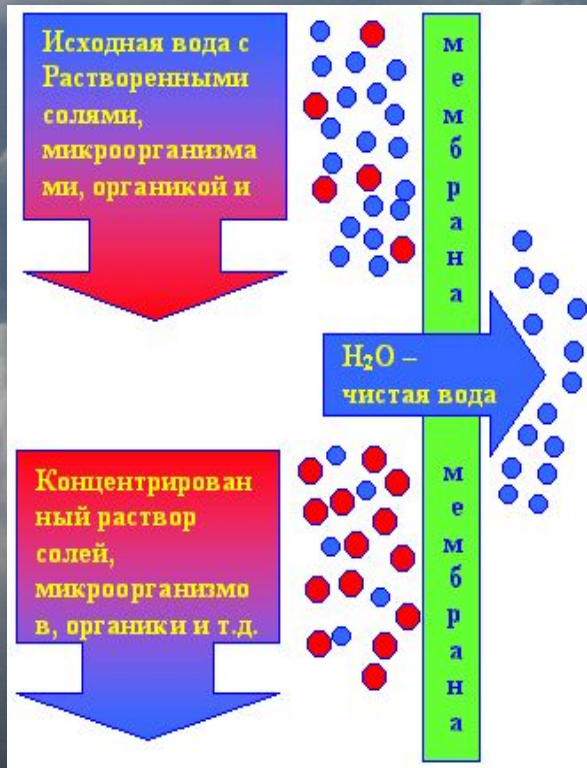 Исходная вода с
Растворенными
солями,
микроорганизма
ми, органикой и
м
е
м
б
р
а
н
а
H₂O –
чистая вода
Концентрирован
ный раствор
солей,
микроорганизмо
в, органики и т.д.
м
е
м
б
р
а
н
а